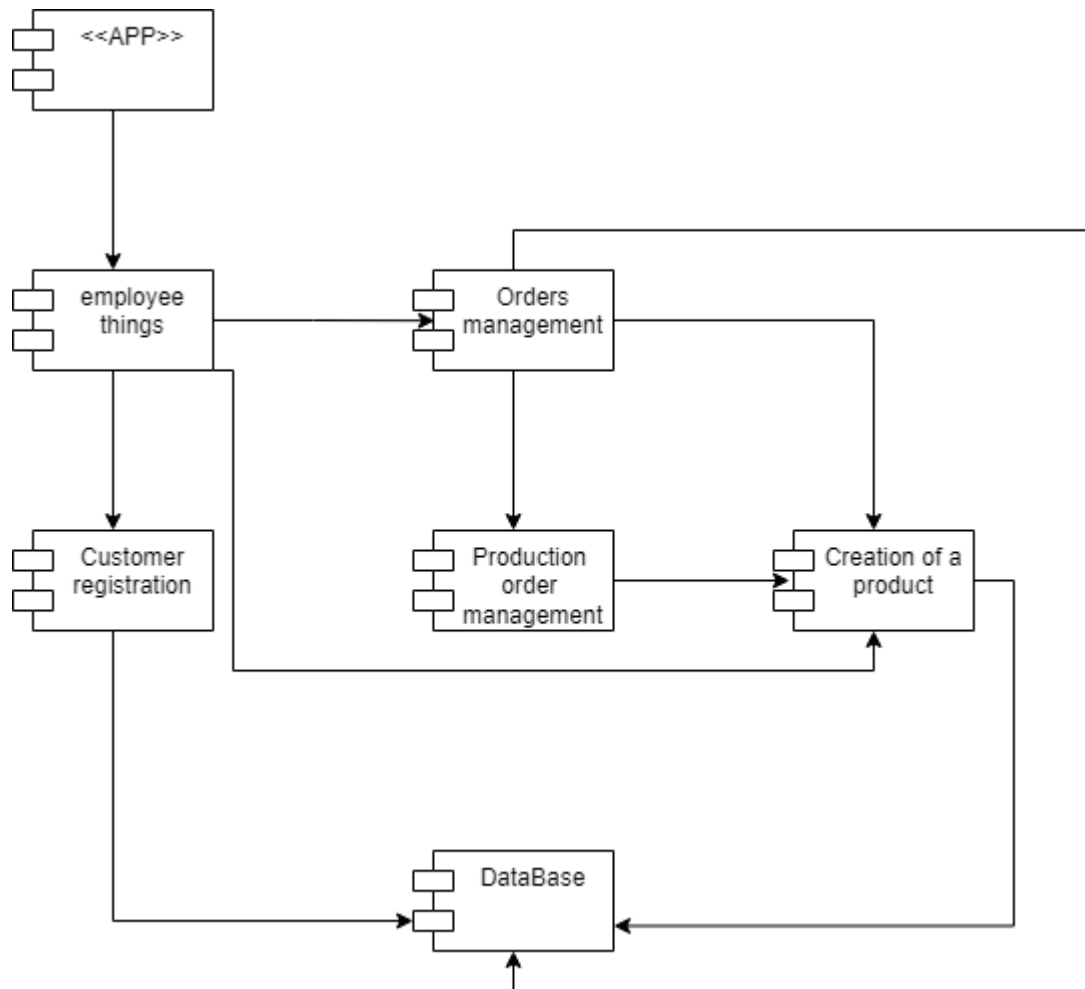 <<APP>>
employee
things
Orders
management
Customer
registration
Production
order
management
Creation of a
product
DataBase